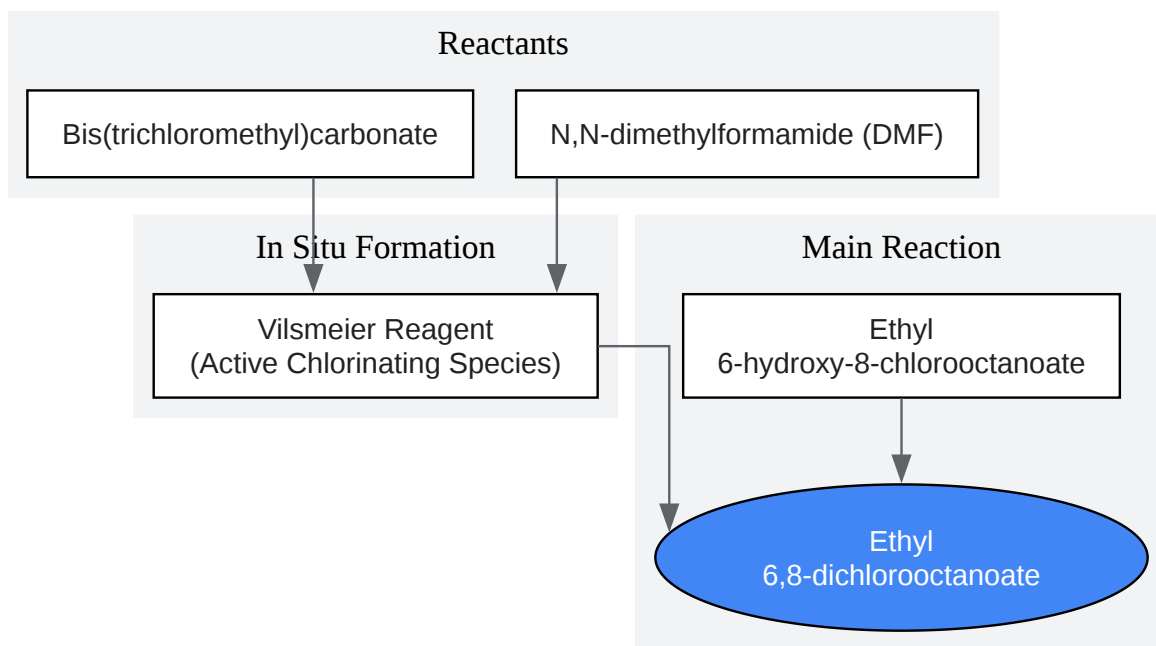 Reactants
Bis(trichloromethyl)carbonate
N,N-dimethylformamide (DMF)
In Situ Formation
Vilsmeier Reagent
(Active Chlorinating Species)
Main Reaction
Ethyl
6-hydroxy-8-chlorooctanoate
Ethyl
6,8-dichlorooctanoate